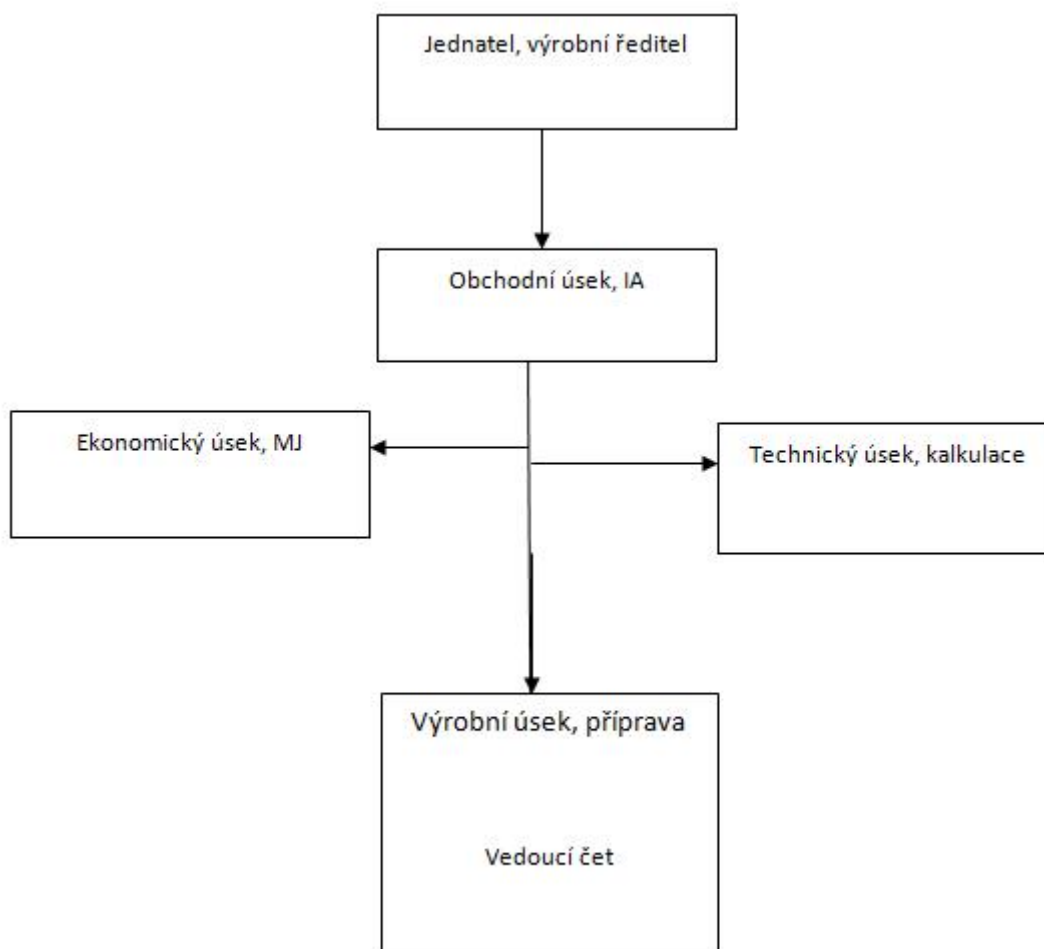 Jednatel, výrobní ředitel
Obchodní úsek, IA
Ekonomický úsek, MJ
Technický úsek, kalkulace
Výrobní úsek, příprava
Vedoucí čet